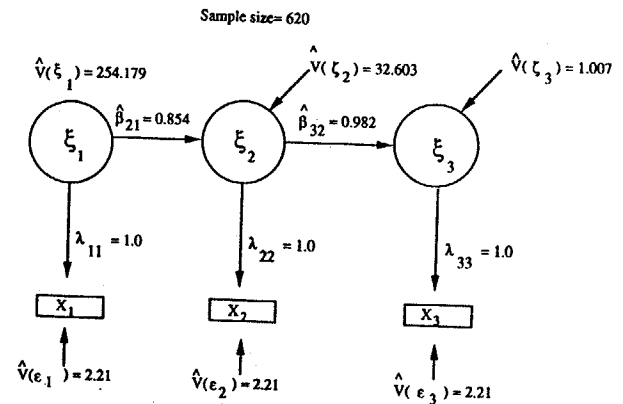 Sample size= 620
V̂(ξ₁) = 254.179
V̂(ζ₂) = 32.603
V̂(ζ₃) = 1.007
β̂₂₁= 0.854
β̂₃₂= 0.982
ξ₁
ξ₂
ξ₃
λ₁₁ = 1.0
λ₂₂ = 1.0
λ₃₃ = 1.0
X₁
X₂
X₃
V̂(ε₁) = 2.21
V̂(ε₂) = 2.21
V̂(ε₃) = 2.21